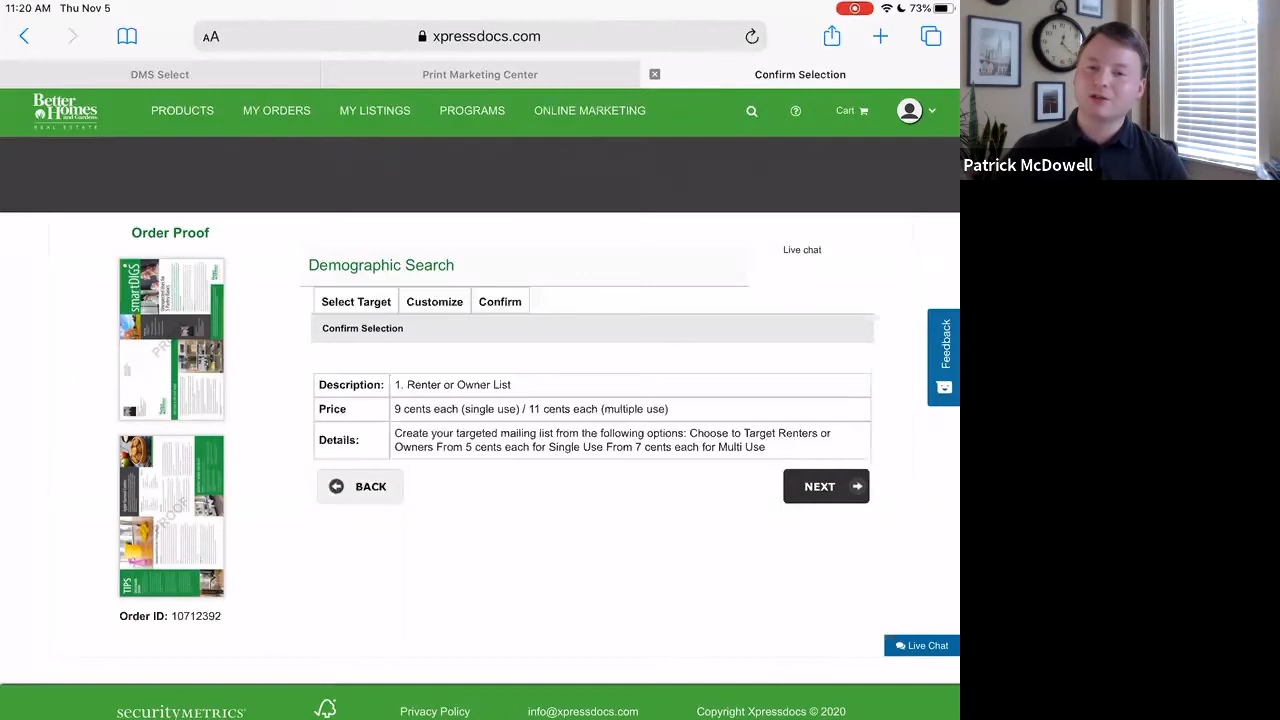 11:20 AM Thu Nov 5
73%
AA
xpressdocs.com
DMS Select
Print Marketing Center
Confirm Selection
Better
Homes
and Gardens
REAL ESTATE
PRODUCTS
MY ORDERS
MY LISTINGS
PROGRAMS
ONLINE MARKETING
Cart
Patrick McDowell
Order Proof
smartDIGS
PROOF
TIPS
Order ID: 10712392
Live chat
Demographic Search
Select Target
Customize
Confirm
Confirm Selection
Description: 1. Renter or Owner List
Price 9 cents each (single use) / 11 cents each (multiple use)
Details: Create your targeted mailing list from the following options: Choose to Target Renters or
Owners From 5 cents each for Single Use From 7 cents each for Multi Use
BACK
NEXT
Feedback
Live Chat
securityMETRICS
Privacy Policy
info@xpressdocs.com
Copyright Xpressdocs © 2020